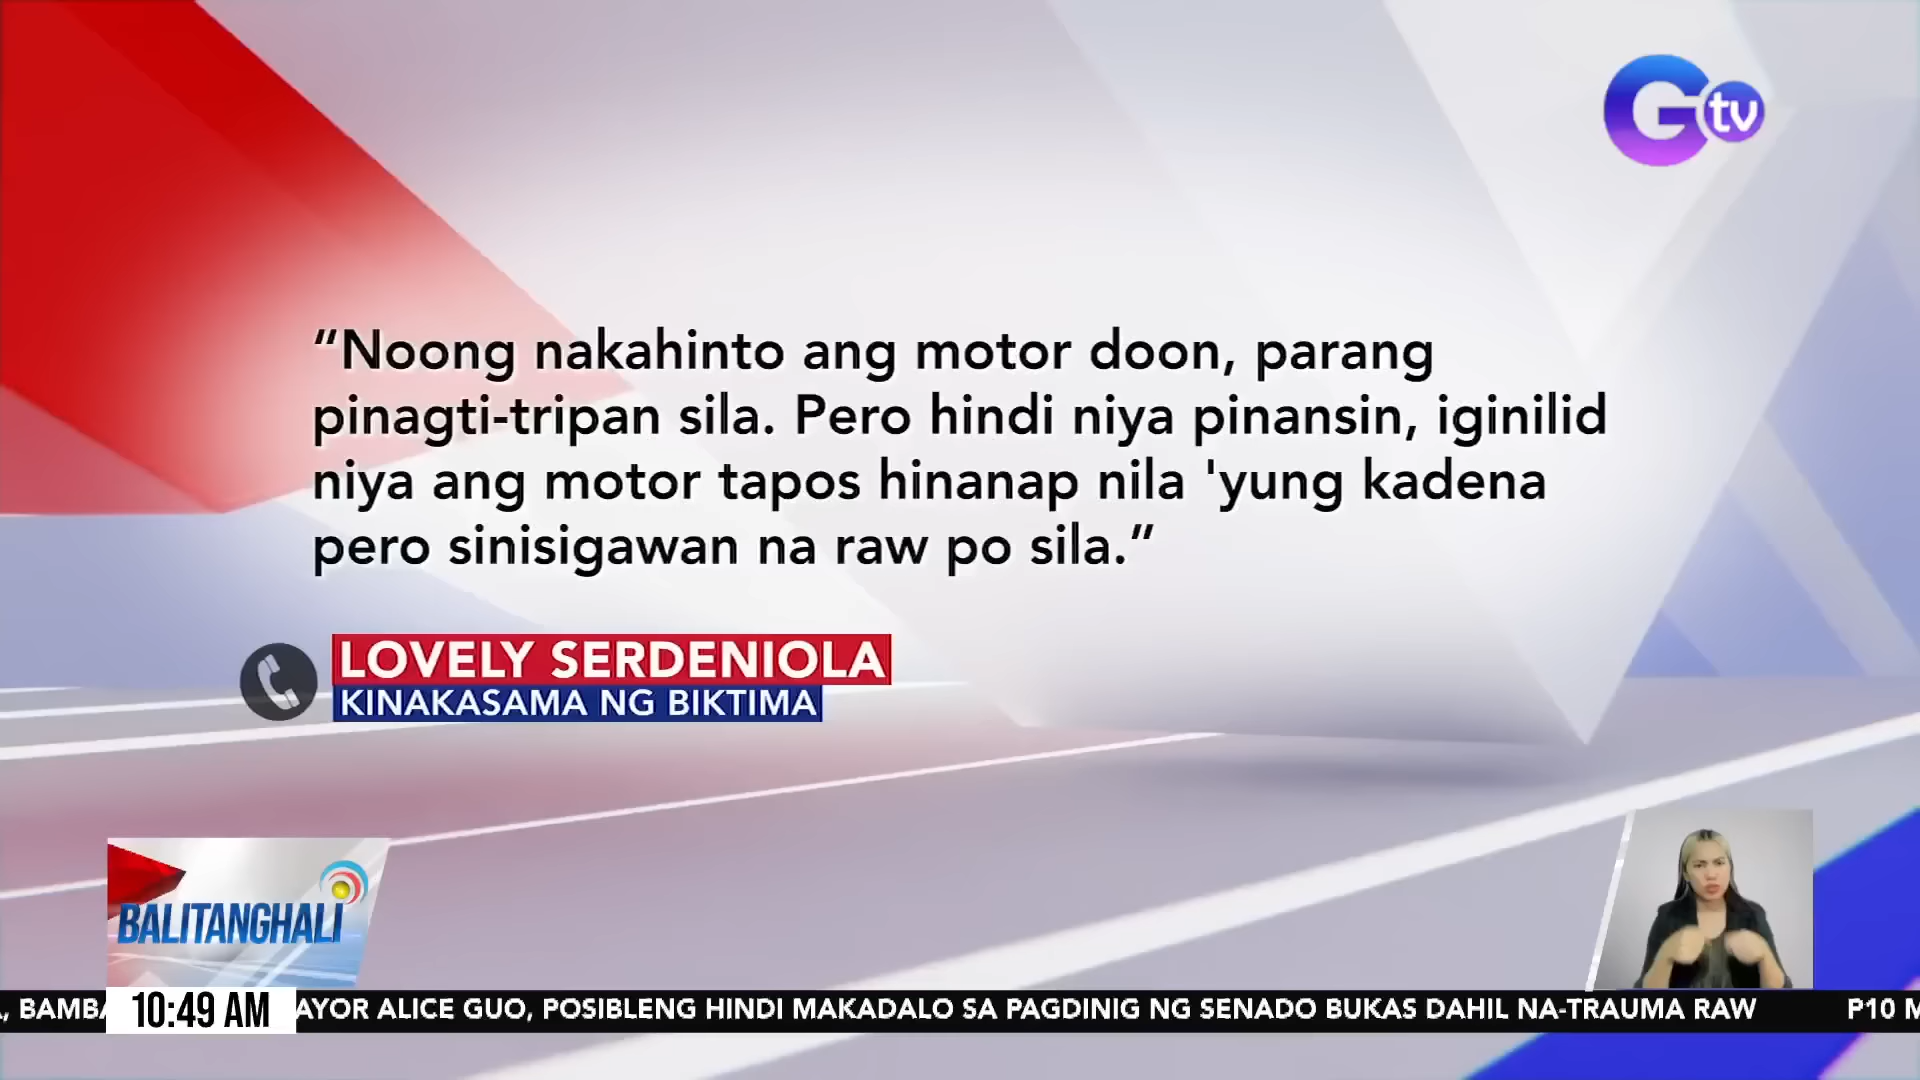 Gtv
“Noong nakahinto ang motor doon, parang
pinagti-tripan sila. Pero hindi niya pinansin, iginilid
niya ang motor tapos hinanap nila 'yung kadena
pero sinisigawan na raw po sila.”
LOVELY SERDENIOLA
KINAKASAMA NG BIKTIMA
BALITANGHALI
10:49 AM
AYOR ALICE GUO, POSIBLENG HINDI MAKADALO SA PAGDINIG NG SENADO BUKAS DAHIL NA-TRAUMA RAW P10 M